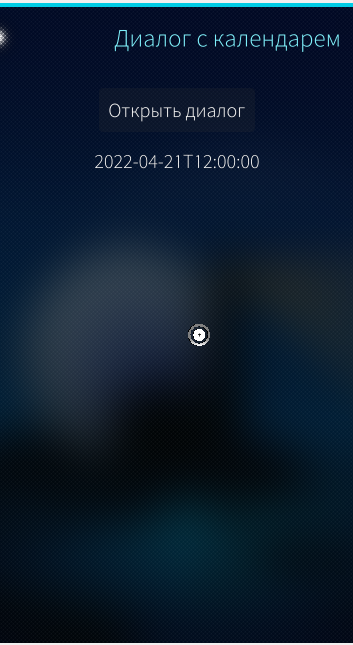 Диалог с календарем
Открыть диалог
2022-04-21T12:00:00